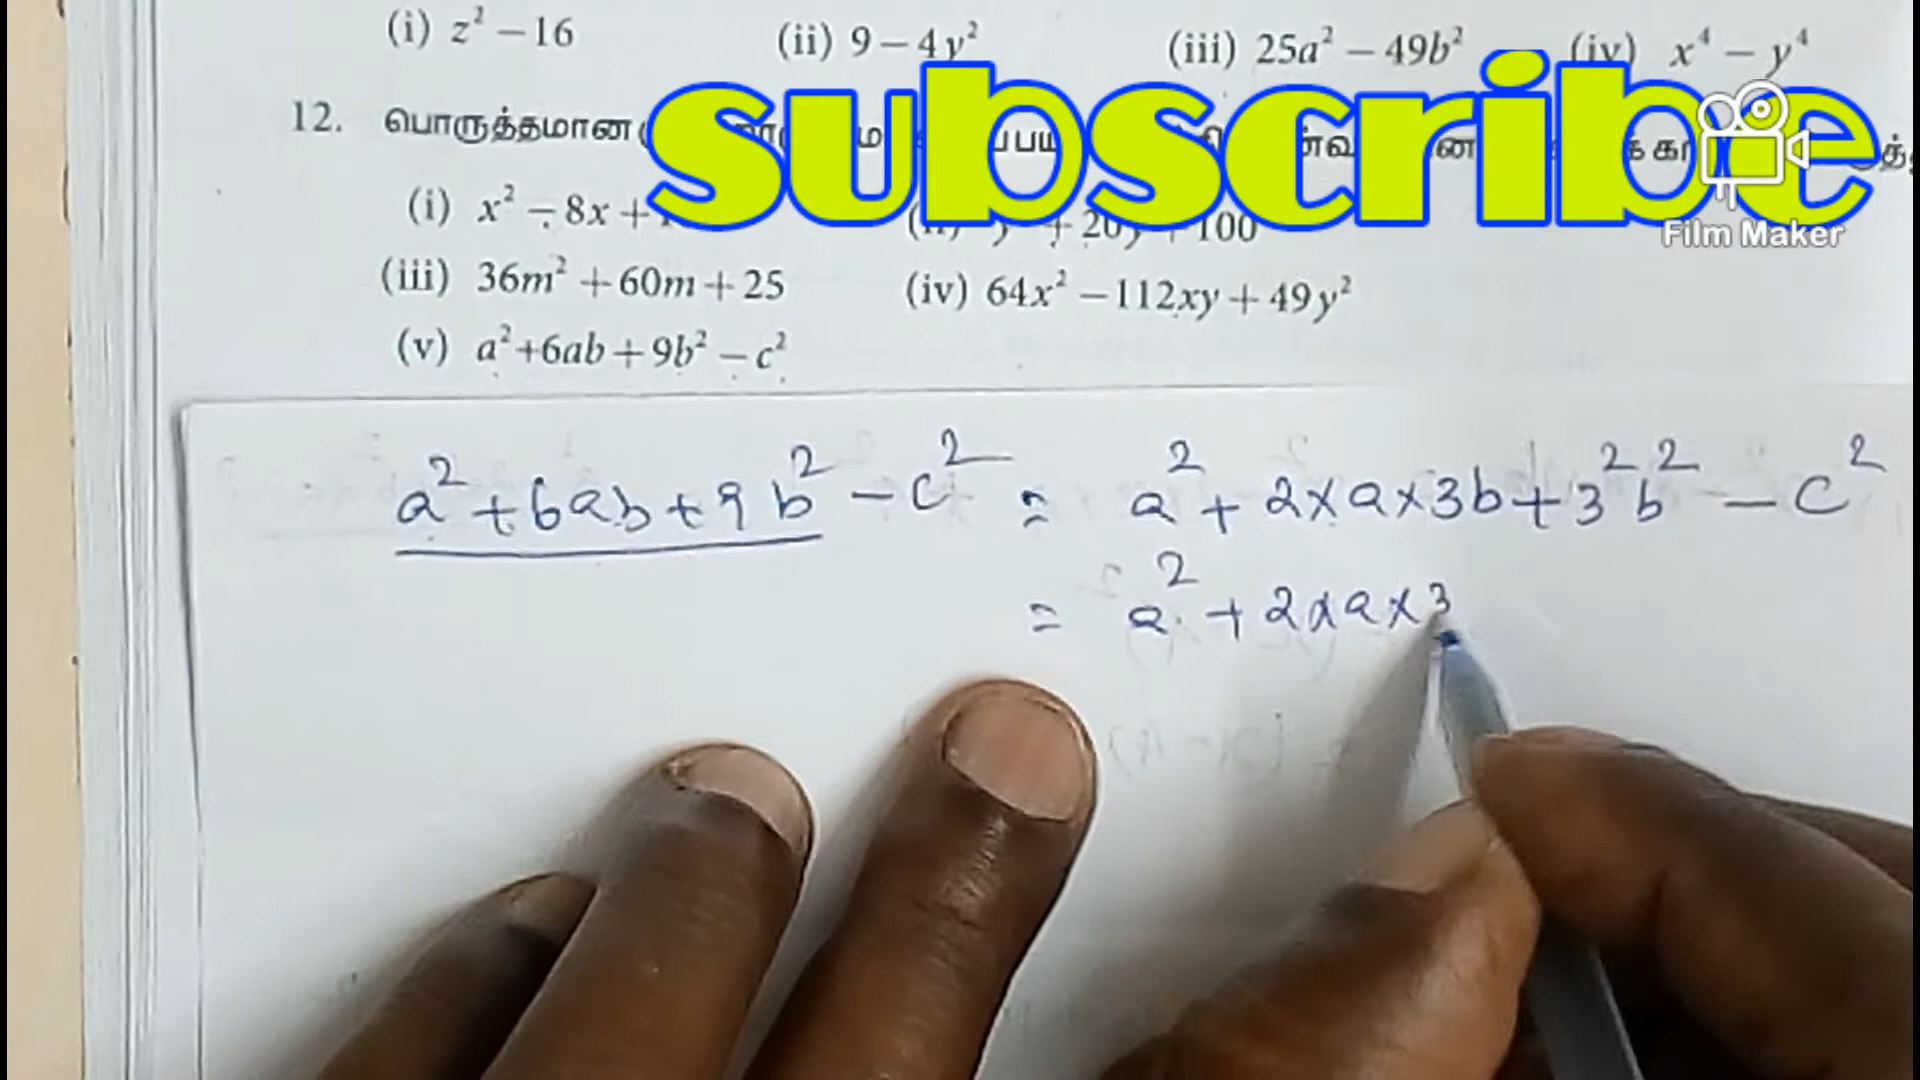 (i) z² – 16 (ii) 9 – 4y² (iii) 25a² – 49b² (iv) x⁴ – y⁴
subscribe
12. பொருத்தமான
Film Maker
(i) x² – 8x + + 20y + 100
(iii) 36m² + 60m + 25 (iv) 64x² – 112xy + 49y²
(v) a² + 6ab + 9b² – c²
a² + 6ab + 9b² – c² = a² + 2×a×3b + 3²b² – c²
= a² + 2×a×3